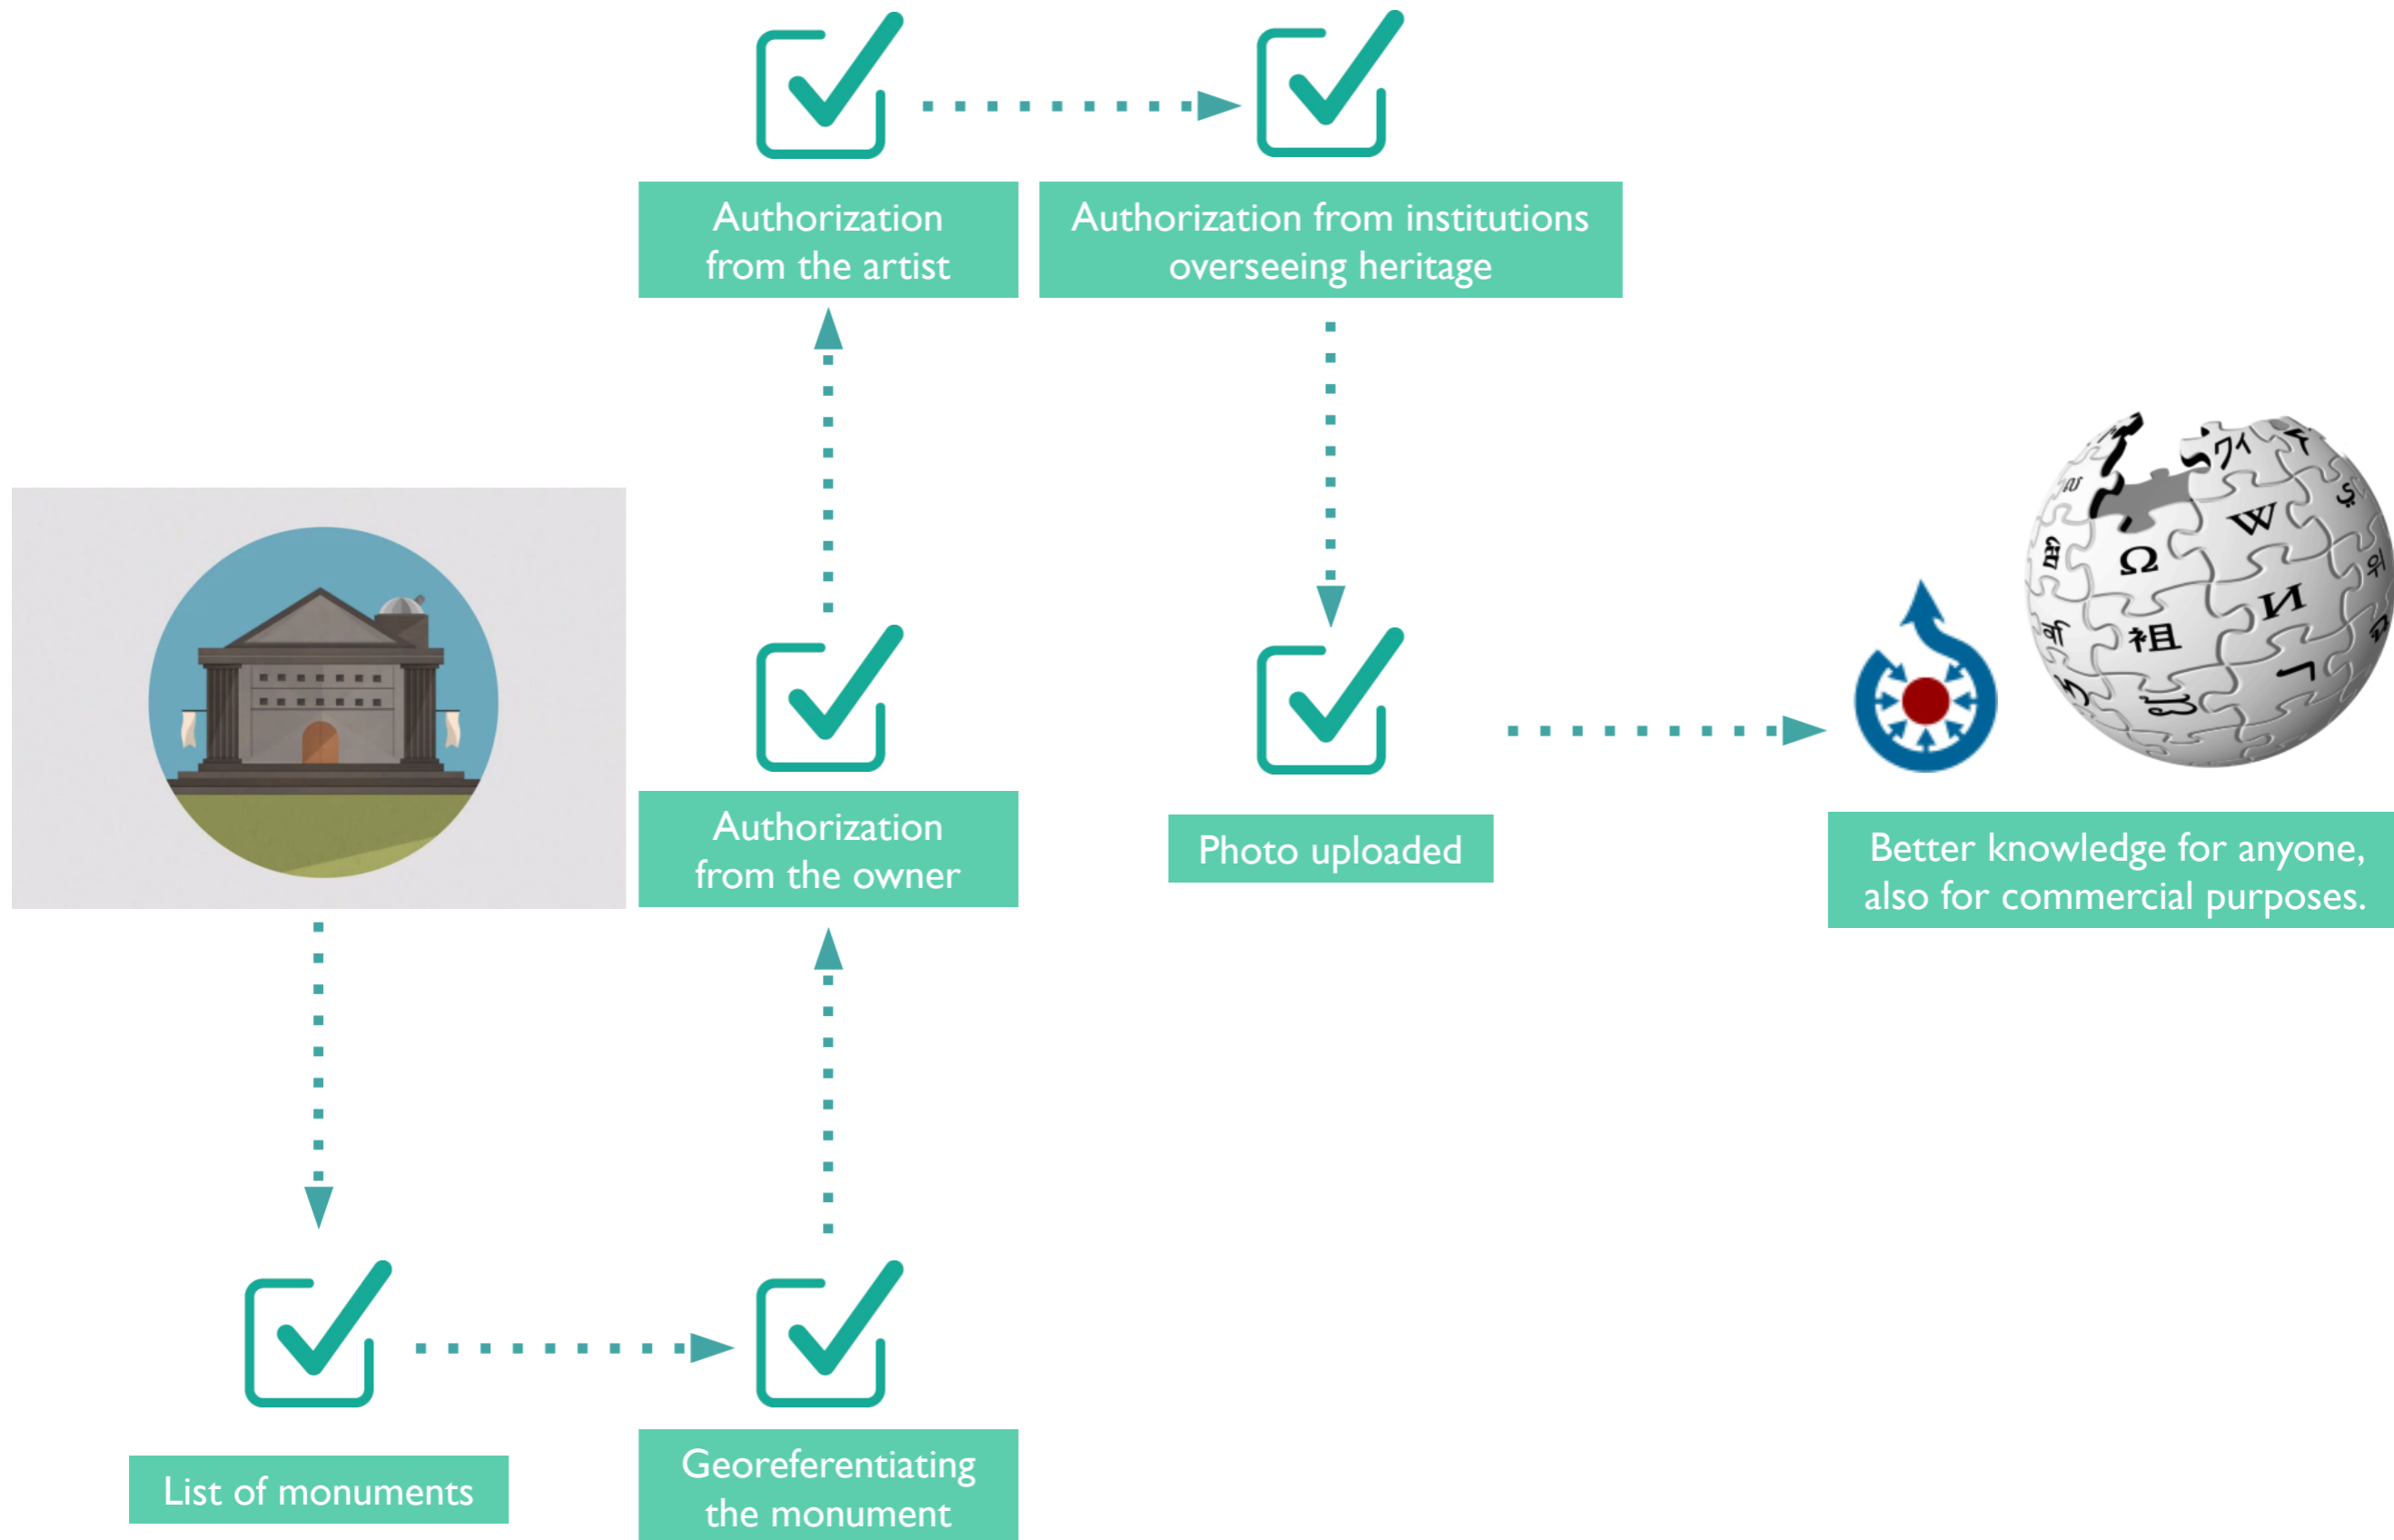 Authorization
from the artist
Authorization from institutions
overseeing heritage
Authorization
from the owner
Photo uploaded
Better knowledge for anyone,
also for commercial purposes.
List of monuments
Georeferentiating
the monument
Ω
W
И
祖